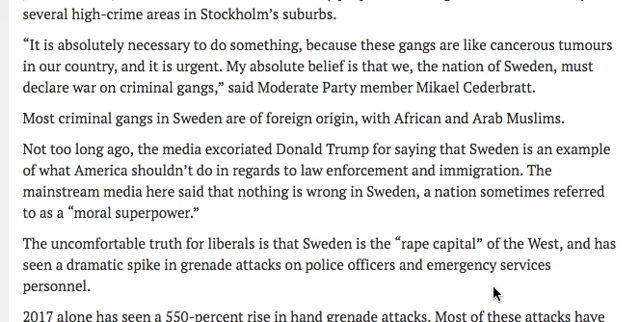 several high-crime areas in Stockholm’s suburbs.
“It is absolutely necessary to do something, because these gangs are like cancerous tumours
in our country, and it is urgent. My absolute belief is that we, the nation of Sweden, must
declare war on criminal gangs,” said Moderate Party member Mikael Cederbratt.
Most criminal gangs in Sweden are of foreign origin, with African and Arab Muslims.
Not too long ago, the media excoriated Donald Trump for saying that Sweden is an example
of what America shouldn’t do in regards to law enforcement and immigration. The
mainstream media here said that nothing is wrong in Sweden, a nation sometimes referred
to as a “moral superpower.”
The uncomfortable truth for liberals is that Sweden is the “rape capital” of the West, and has
seen a dramatic spike in grenade attacks on police officers and emergency services
personnel.
2017 alone has seen a 550-percent rise in hand grenade attacks. Most of these attacks have